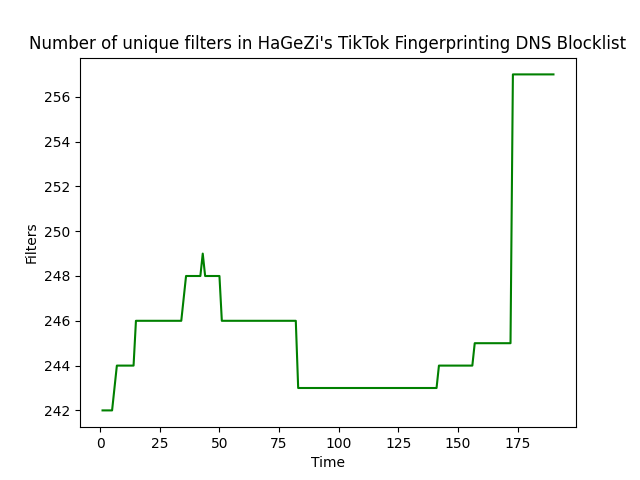 Number of unique filters in HaGeZi's TikTok Fingerprinting DNS Blocklist
256
254
252
250
248
246
244
242
Filters
0 25 50 75 100 125 150 175
Time